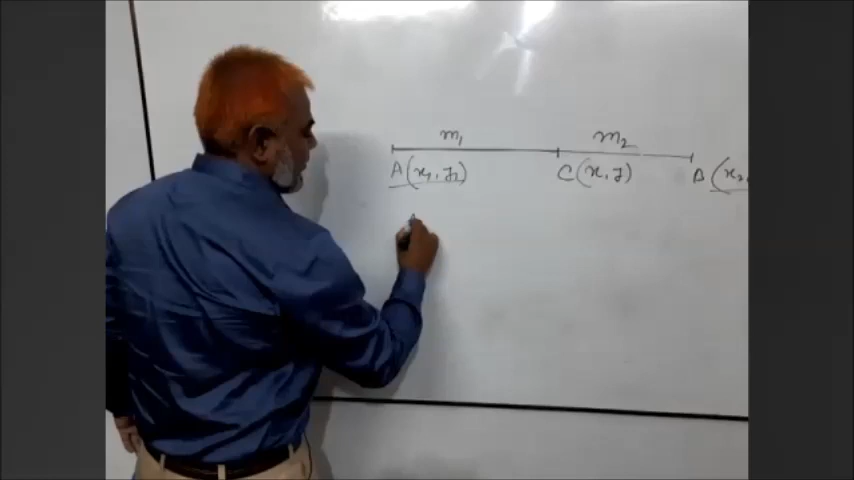 m₁ m₂
A(x₁, y₁) C(x, y) B(x₂,